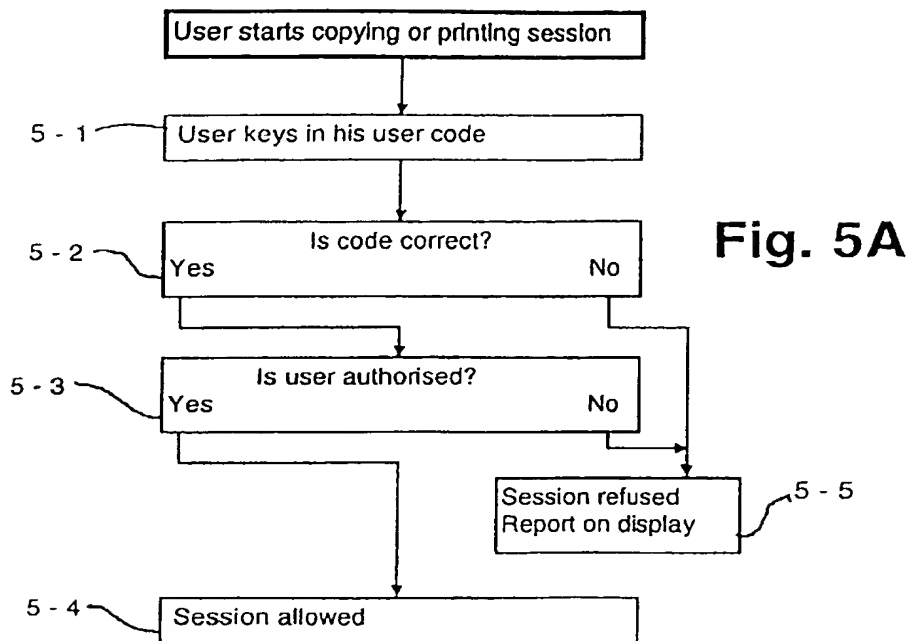 User starts copying or printing session
5 - 1
User keys in his user code
Is code correct?
5 - 2
Yes
No
Fig. 5A
Is user authorised?
5 - 3
Yes
No
Session refused
Report on display
5 - 5
5 - 4
Session allowed